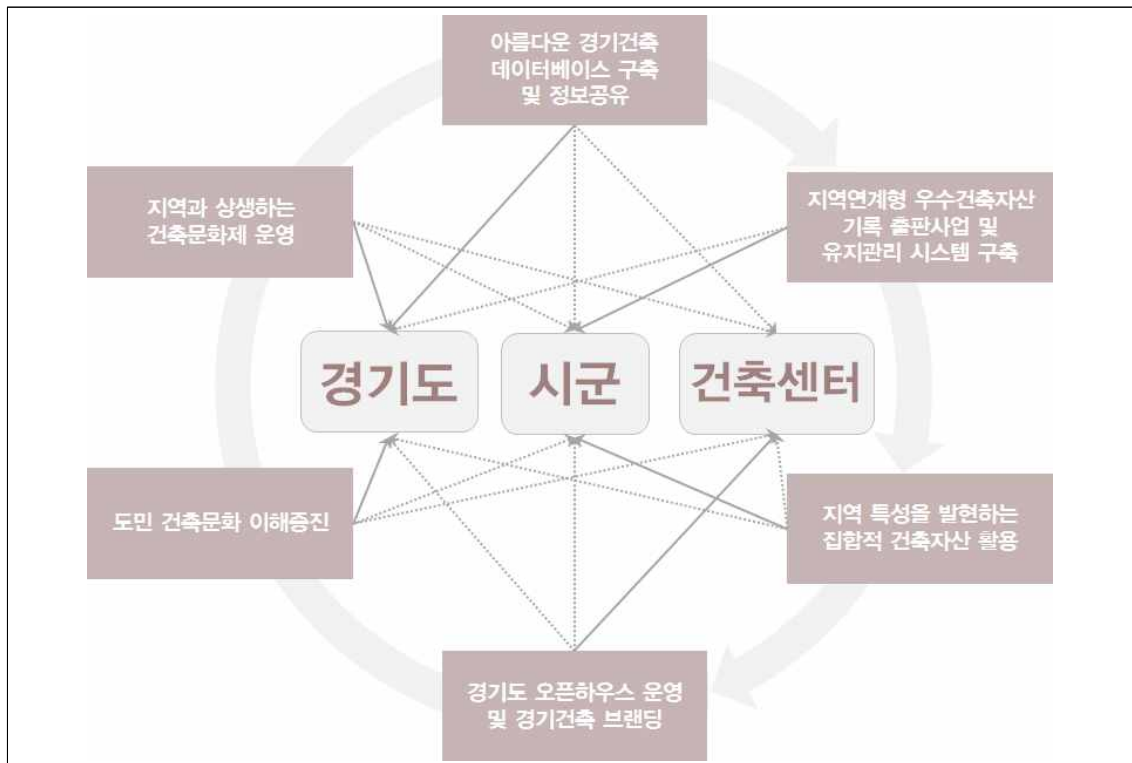 아름다운 경기건축
데이터베이스 구축
및 정보공유
지역과 상생하는
건축문화제 운영
지역연계형 우수건축자산
기록 출판사업 및
유지관리 시스템 구축
경기도
시군
건축센터
도민 건축문화 이해증진
지역 특성을 발현하는
집합적 건축자산 활용
경기도 오픈하우스 운영
및 경기건축 브랜딩